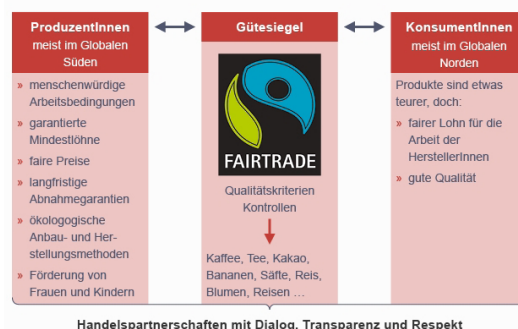 ProduzentInnen
meist im Globalen
Süden
» menschenwürdige
Arbeitsbedingungen
» garantierte
Mindestlöhne
» faire Preise
» langfristige
Abnahmegarantien
» ökologogische
Anbau- und Her-
stellungsmethoden
» Förderung von
Frauen und Kindern
Gütesiegel
FAIRTRADE
Qualitätskriterien
Kontrollen
Kaffee, Tee, Kakao,
Bananen, Säfte, Reis,
Blumen, Reisen ...
KonsumentInnen
meist im Globalen
Norden
Produkte sind etwas
teurer, doch:
» fairer Lohn für die
Arbeit der
HerstellerInnen
» gute Qualität
Handelspartnerschaften mit Dialog, Transparenz und Respekt